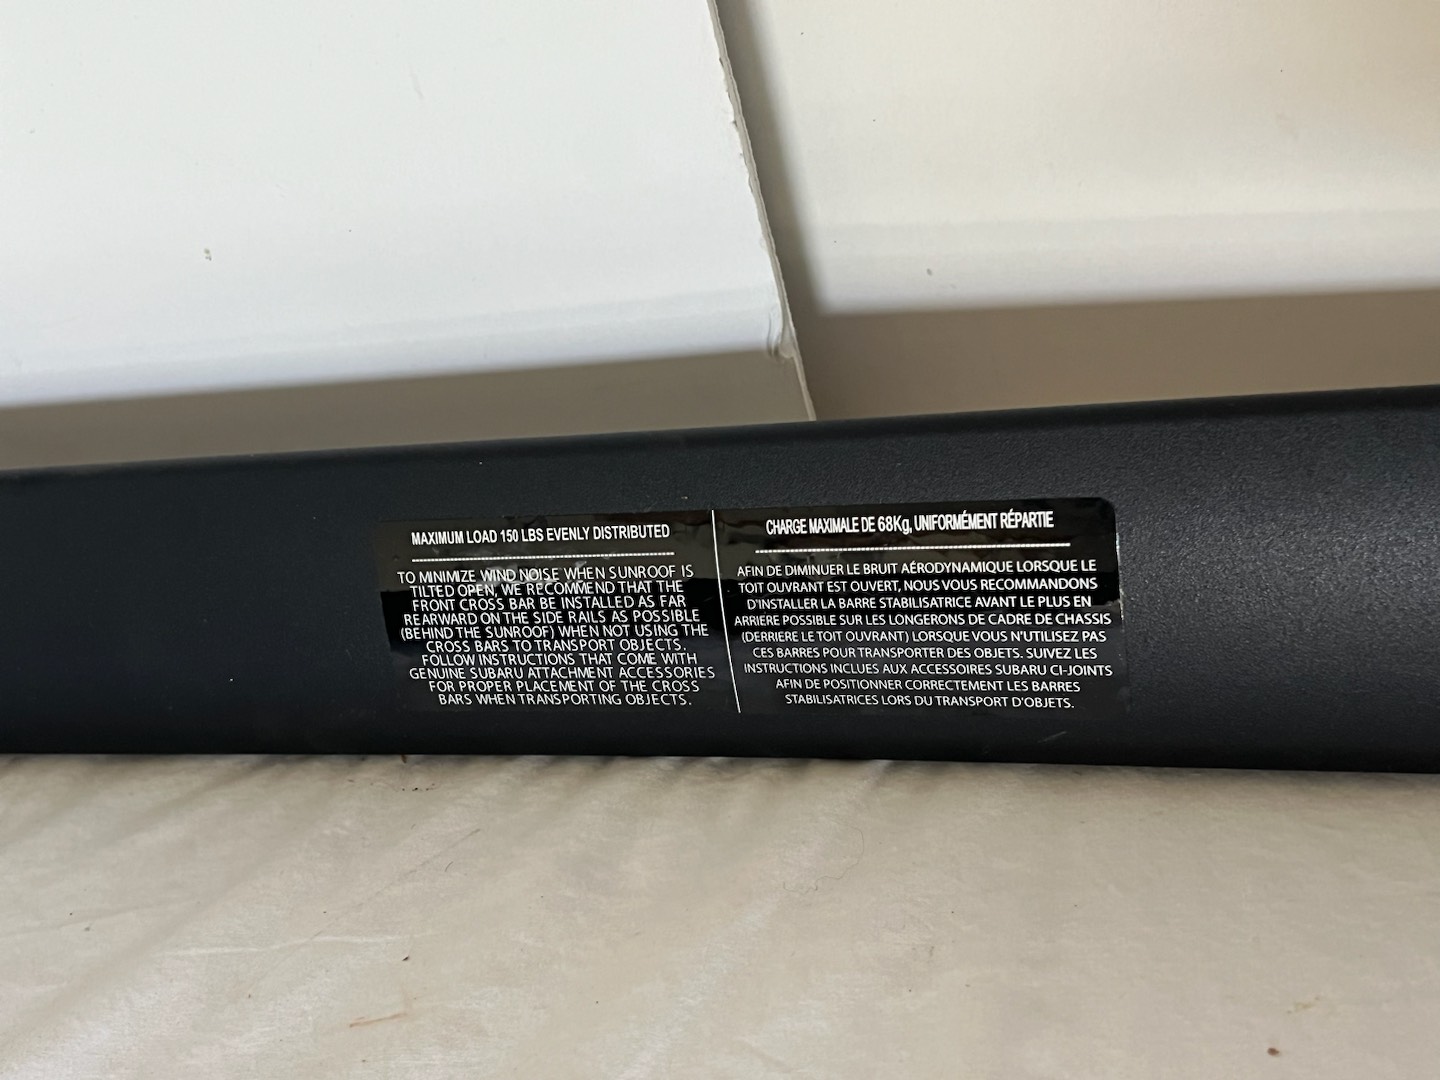 MAXIMUM LOAD 150 LBS EVENLY DISTRIBUTED
TO MINIMIZE WIND NOISE WHEN SUNROOF IS
TILTED OPEN, WE RECOMMEND THAT THE
FRONT CROSS BAR BE INSTALLED AS FAR
REARWARD ON THE SIDE RAILS AS POSSIBLE
(BEHIND THE SUNROOF) WHEN NOT USING THE
CROSS BARS TO TRANSPORT OBJECTS.
FOLLOW INSTRUCTIONS THAT COME WITH
GENUINE SUBARU ATTACHMENT ACCESSORIES
FOR PROPER PLACEMENT OF THE CROSS
BARS WHEN TRANSPORTING OBJECTS.
CHARGE MAXIMALE DE 68Kg, UNIFORMÉMENT RÉPARTIE
AFIN DE DIMINUER LE BRUIT AÉRODYNAMIQUE LORSQUE LE
TOIT OUVRANT EST OUVERT, NOUS VOUS RECOMMANDONS
D'INSTALLER LA BARRE STABILISATRICE AVANT LE PLUS EN
ARRIERE POSSIBLE SUR LES LONGERONS DE CADRE DE CHASSIS
(DERRIERE LE TOIT OUVRANT) LORSQUE VOUS N'UTILISEZ PAS
CES BARRES POUR TRANSPORTER DES OBJETS. SUIVEZ LES
INSTRUCTIONS INCLUES AUX ACCESSOIRES SUBARU CI-JOINTS
AFIN DE POSITIONNER CORRECTEMENT LES BARRES
STABILISATRICES LORS DU TRANSPORT D'OBJETS.